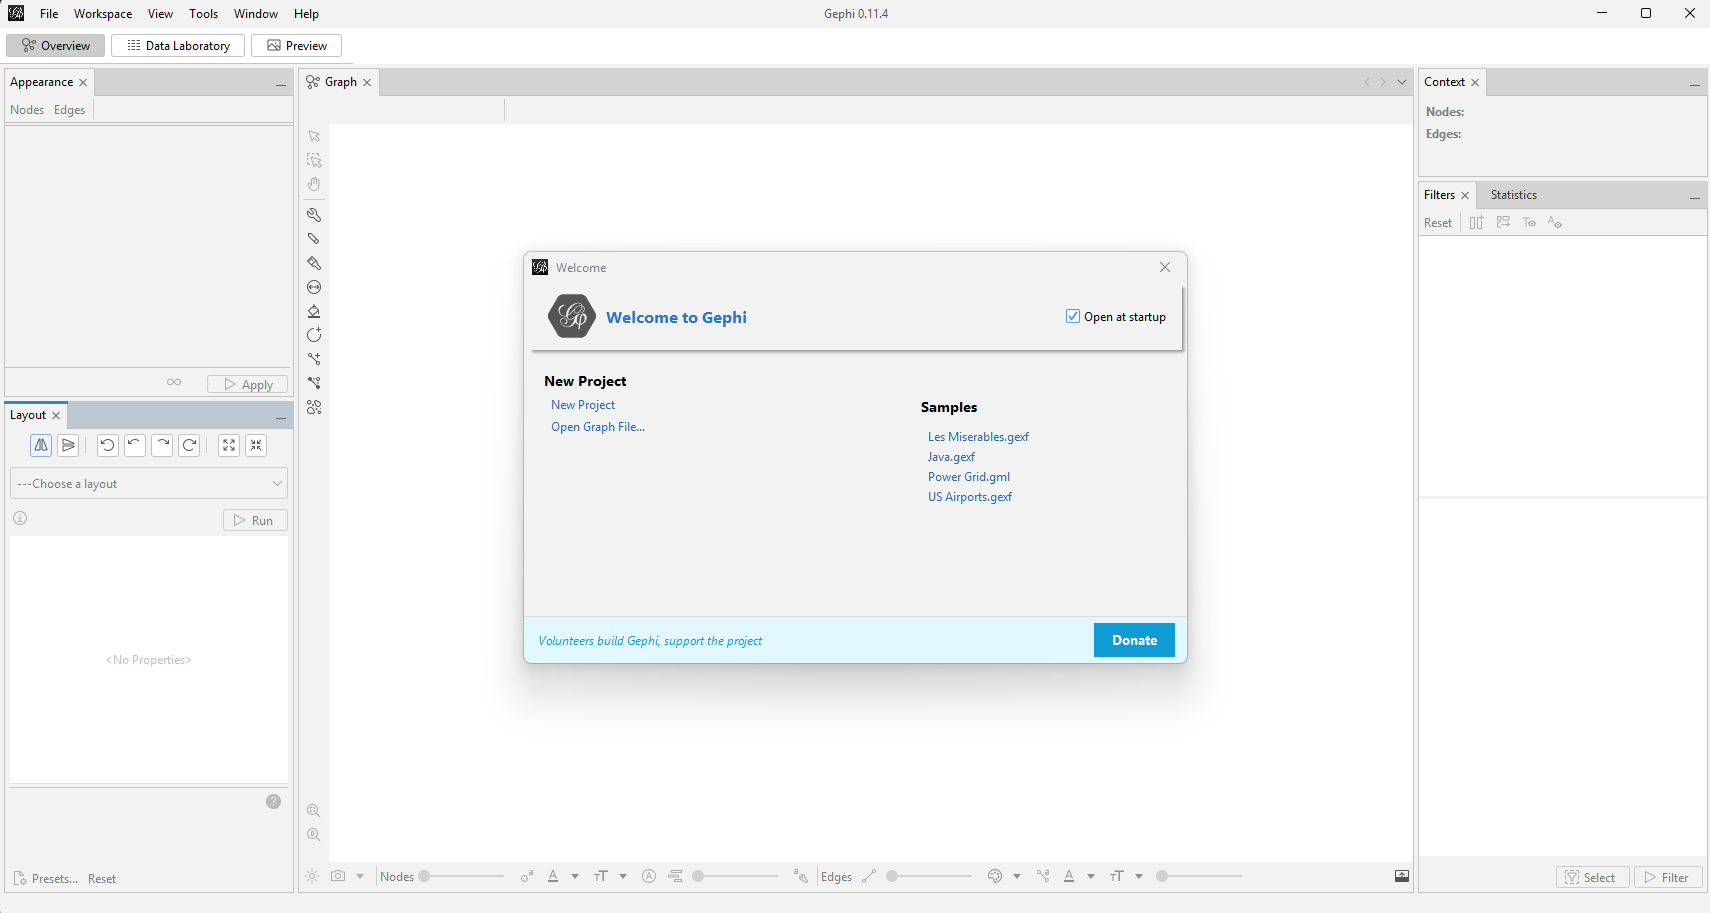 File Workspace View Tools Window Help
Gephi 0.11.4
Overview Data Laboratory Preview
Appearance
Nodes Edges
Apply
Layout
---Choose a layout
Run
<No Properties>
Presets... Reset
Graph
Welcome
Welcome to Gephi
Open at startup
New Project
New Project
Open Graph File...
Samples
Les Miserables.gexf
Java.gexf
Power Grid.gml
US Airports.gexf
Volunteers build Gephi, support the project
Donate
Nodes
Edges
Context
Nodes:
Edges:
Filters Statistics
Reset
Select Filter